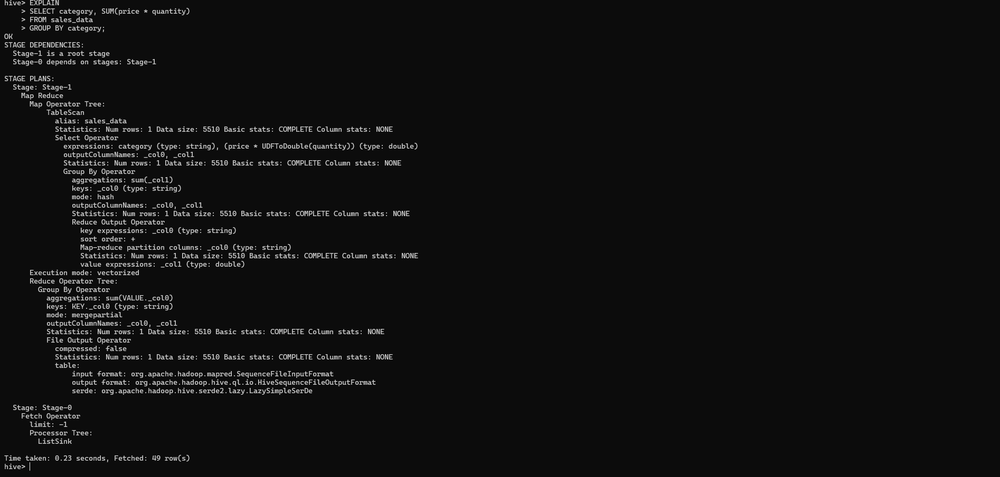 hive> EXPLAIN
    > SELECT category, SUM(price * quantity)
    > FROM sales_data
    > GROUP BY category;
OK
STAGE DEPENDENCIES:
  Stage-1 is a root stage
  Stage-0 depends on stages: Stage-1

STAGE PLANS:
  Stage: Stage-1
    Map Reduce
      Map Operator Tree:
          TableScan
            alias: sales_data
            Statistics: Num rows: 1 Data size: 5510 Basic stats: COMPLETE Column stats: NONE
            Select Operator
              expressions: category (type: string), (price * UDFToDouble(quantity)) (type: double)
              outputColumnNames: _col0, _col1
              Statistics: Num rows: 1 Data size: 5510 Basic stats: COMPLETE Column stats: NONE
              Group By Operator
                aggregations: sum(_col1)
                keys: _col0 (type: string)
                mode: hash
                outputColumnNames: _col0, _col1
                Statistics: Num rows: 1 Data size: 5510 Basic stats: COMPLETE Column stats: NONE
                Reduce Output Operator
                  key expressions: _col0 (type: string)
                  sort order: +
                  Map-reduce partition columns: _col0 (type: string)
                  Statistics: Num rows: 1 Data size: 5510 Basic stats: COMPLETE Column stats: NONE
                  value expressions: _col1 (type: double)
      Execution mode: vectorized
      Reduce Operator Tree:
        Group By Operator
          aggregations: sum(VALUE._col0)
          keys: KEY._col0 (type: string)
          mode: mergepartial
          outputColumnNames: _col0, _col1
          Statistics: Num rows: 1 Data size: 5510 Basic stats: COMPLETE Column stats: NONE
          File Output Operator
            compressed: false
            Statistics: Num rows: 1 Data size: 5510 Basic stats: COMPLETE Column stats: NONE
            table:
                input format: org.apache.hadoop.mapred.SequenceFileInputFormat
                output format: org.apache.hadoop.hive.ql.io.HiveSequenceFileOutputFormat
                serde: org.apache.hadoop.hive.serde2.lazy.LazySimpleSerDe

  Stage: Stage-0
    Fetch Operator
      limit: -1
      Processor Tree:
        ListSink

Time taken: 0.23 seconds, Fetched: 49 row(s)
hive>